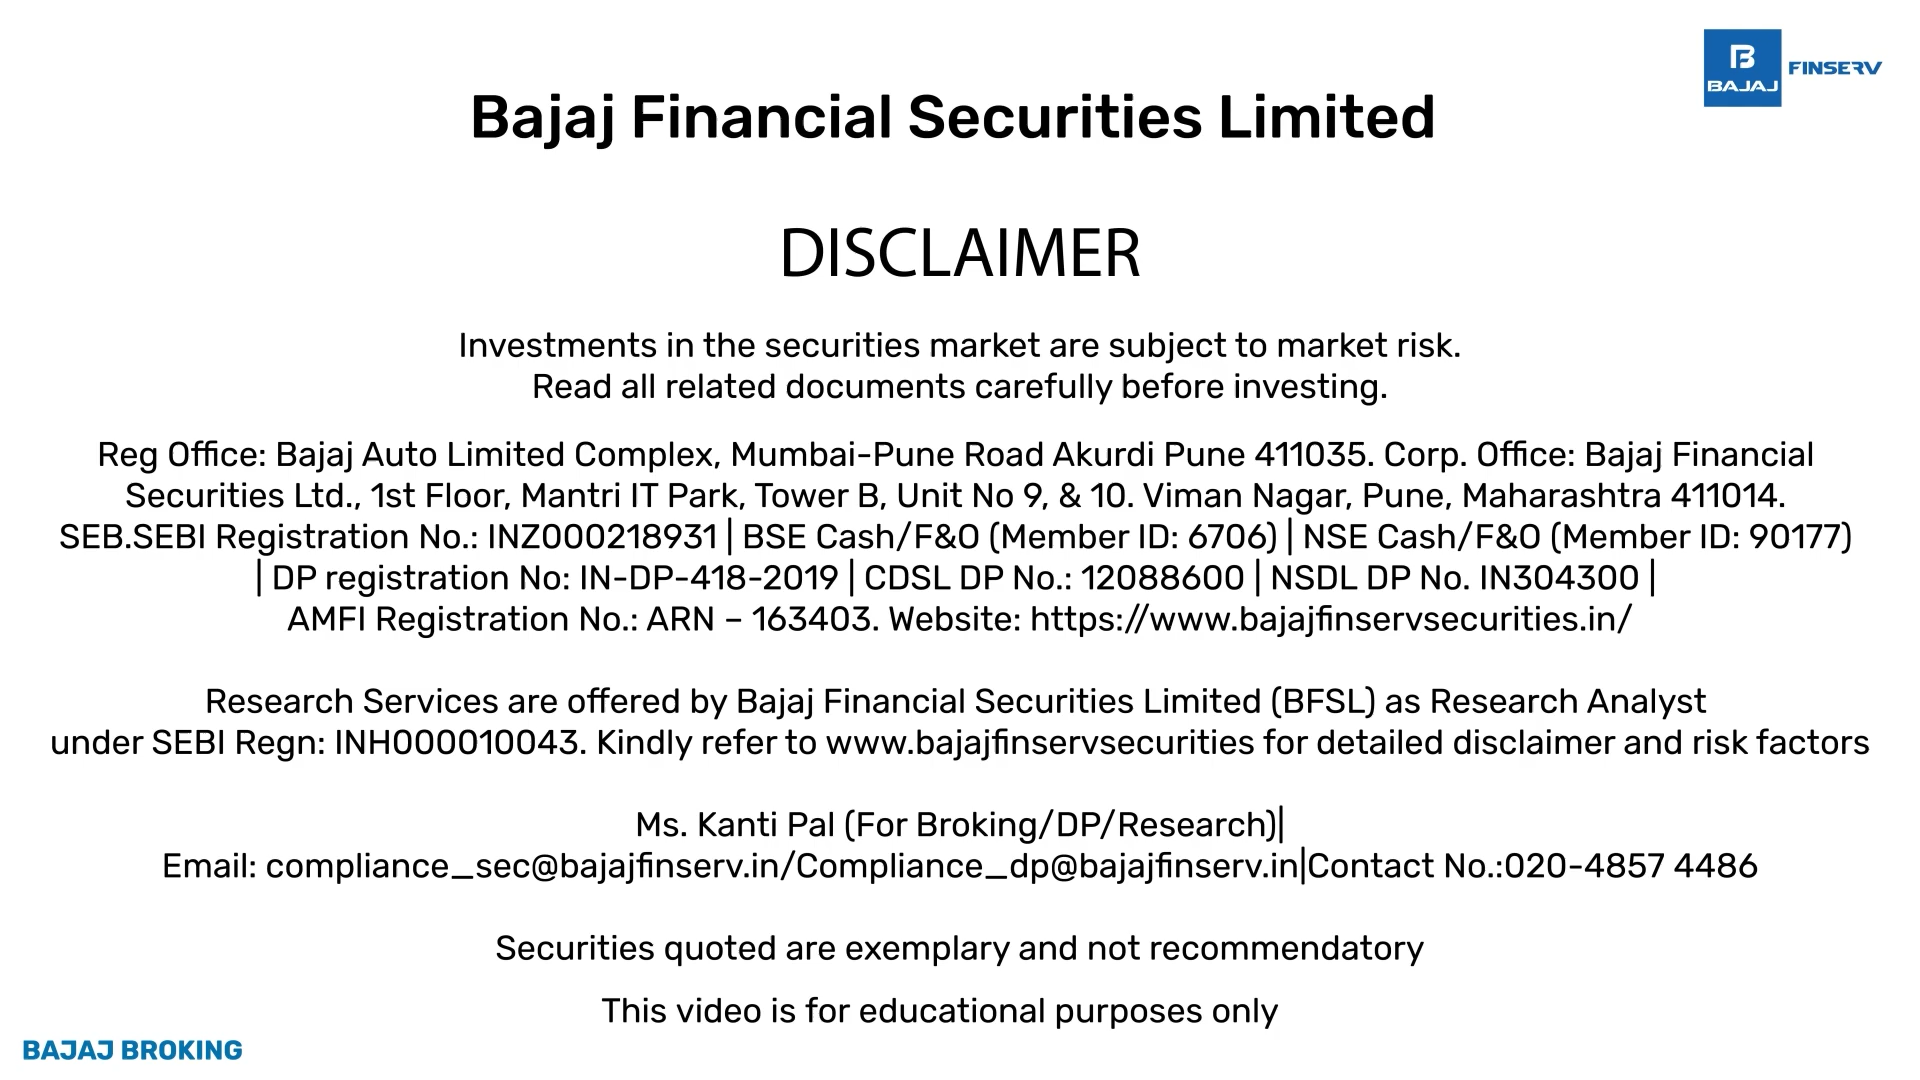 B
BAJAJ FINSERV
Bajaj Financial Securities Limited
DISCLAIMER
Investments in the securities market are subject to market risk.
Read all related documents carefully before investing.
Reg Office: Bajaj Auto Limited Complex, Mumbai-Pune Road Akurdi Pune 411035. Corp. Office: Bajaj Financial
Securities Ltd., 1st Floor, Mantri IT Park, Tower B, Unit No 9, & 10. Viman Nagar, Pune, Maharashtra 411014.
SEB.SEBI Registration No.: INZ000218931 | BSE Cash/F&O (Member ID: 6706) | NSE Cash/F&O (Member ID: 90177)
| DP registration No: IN-DP-418-2019 | CDSL DP No.: 12088600 | NSDL DP No. IN304300 |
AMFI Registration No.: ARN – 163403. Website: https://www.bajajfinservsecurities.in/
Research Services are offered by Bajaj Financial Securities Limited (BFSL) as Research Analyst
under SEBI Regn: INH000010043. Kindly refer to www.bajajfinservsecurities for detailed disclaimer and risk factors
Ms. Kanti Pal (For Broking/DP/Research)|
Email: compliance_sec@bajajfinserv.in/Compliance_dp@bajajfinserv.in|Contact No.:020-4857 4486
Securities quoted are exemplary and not recommendatory
This video is for educational purposes only
BAJAJ BROKING